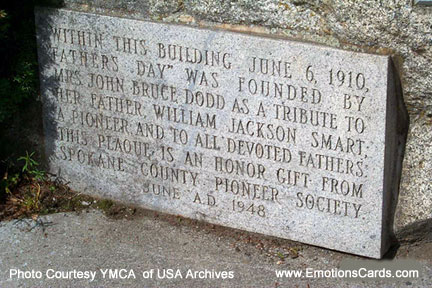 WITHIN THIS BUILDING JUNE 6, 1910,
"FATHERS DAY" WAS FOUNDED BY
MRS. JOHN BRUCE DODD AS A TRIBUTE TO
HER FATHER, WILLIAM JACKSON SMART,
A PIONEER, AND TO ALL DEVOTED FATHERS.
THIS PLAQUE IS AN HONOR GIFT FROM
SPOKANE COUNTY PIONEER SOCIETY.
JUNE A.D. 1948
Photo Courtesy YMCA of USA Archives
www.EmotionsCards.com